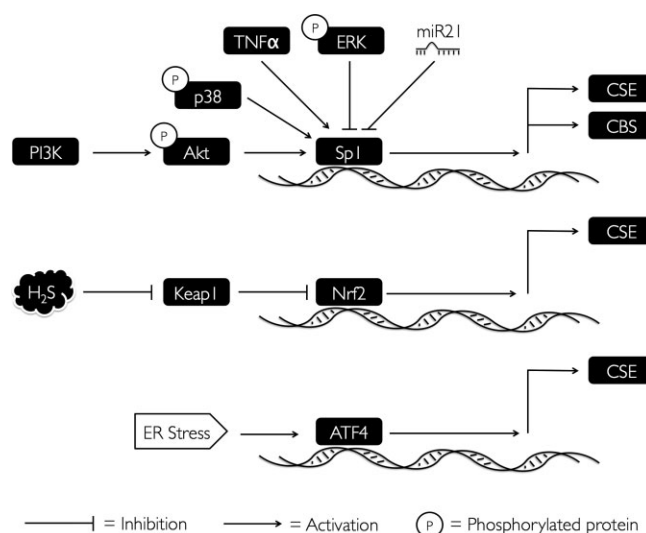 TNFα
P
ERK
miR21
P
p38
CSE
CBS
PI3K
P
Akt
Sp1
CSE
H₂S
Keap1
Nrf2
CSE
ER Stress
ATF4
= Inhibition
= Activation
P
= Phosphorylated protein